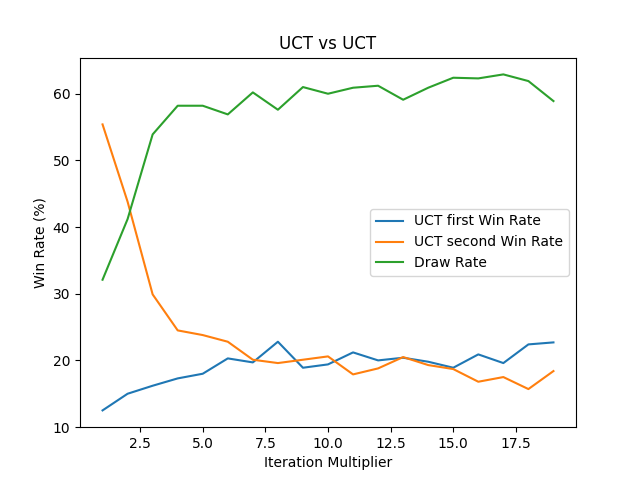 UCT vs UCT
60
50
40
30
20
10
Win Rate (%)
UCT first Win Rate
UCT second Win Rate
Draw Rate
2.5 5.0 7.5 10.0 12.5 15.0 17.5
Iteration Multiplier